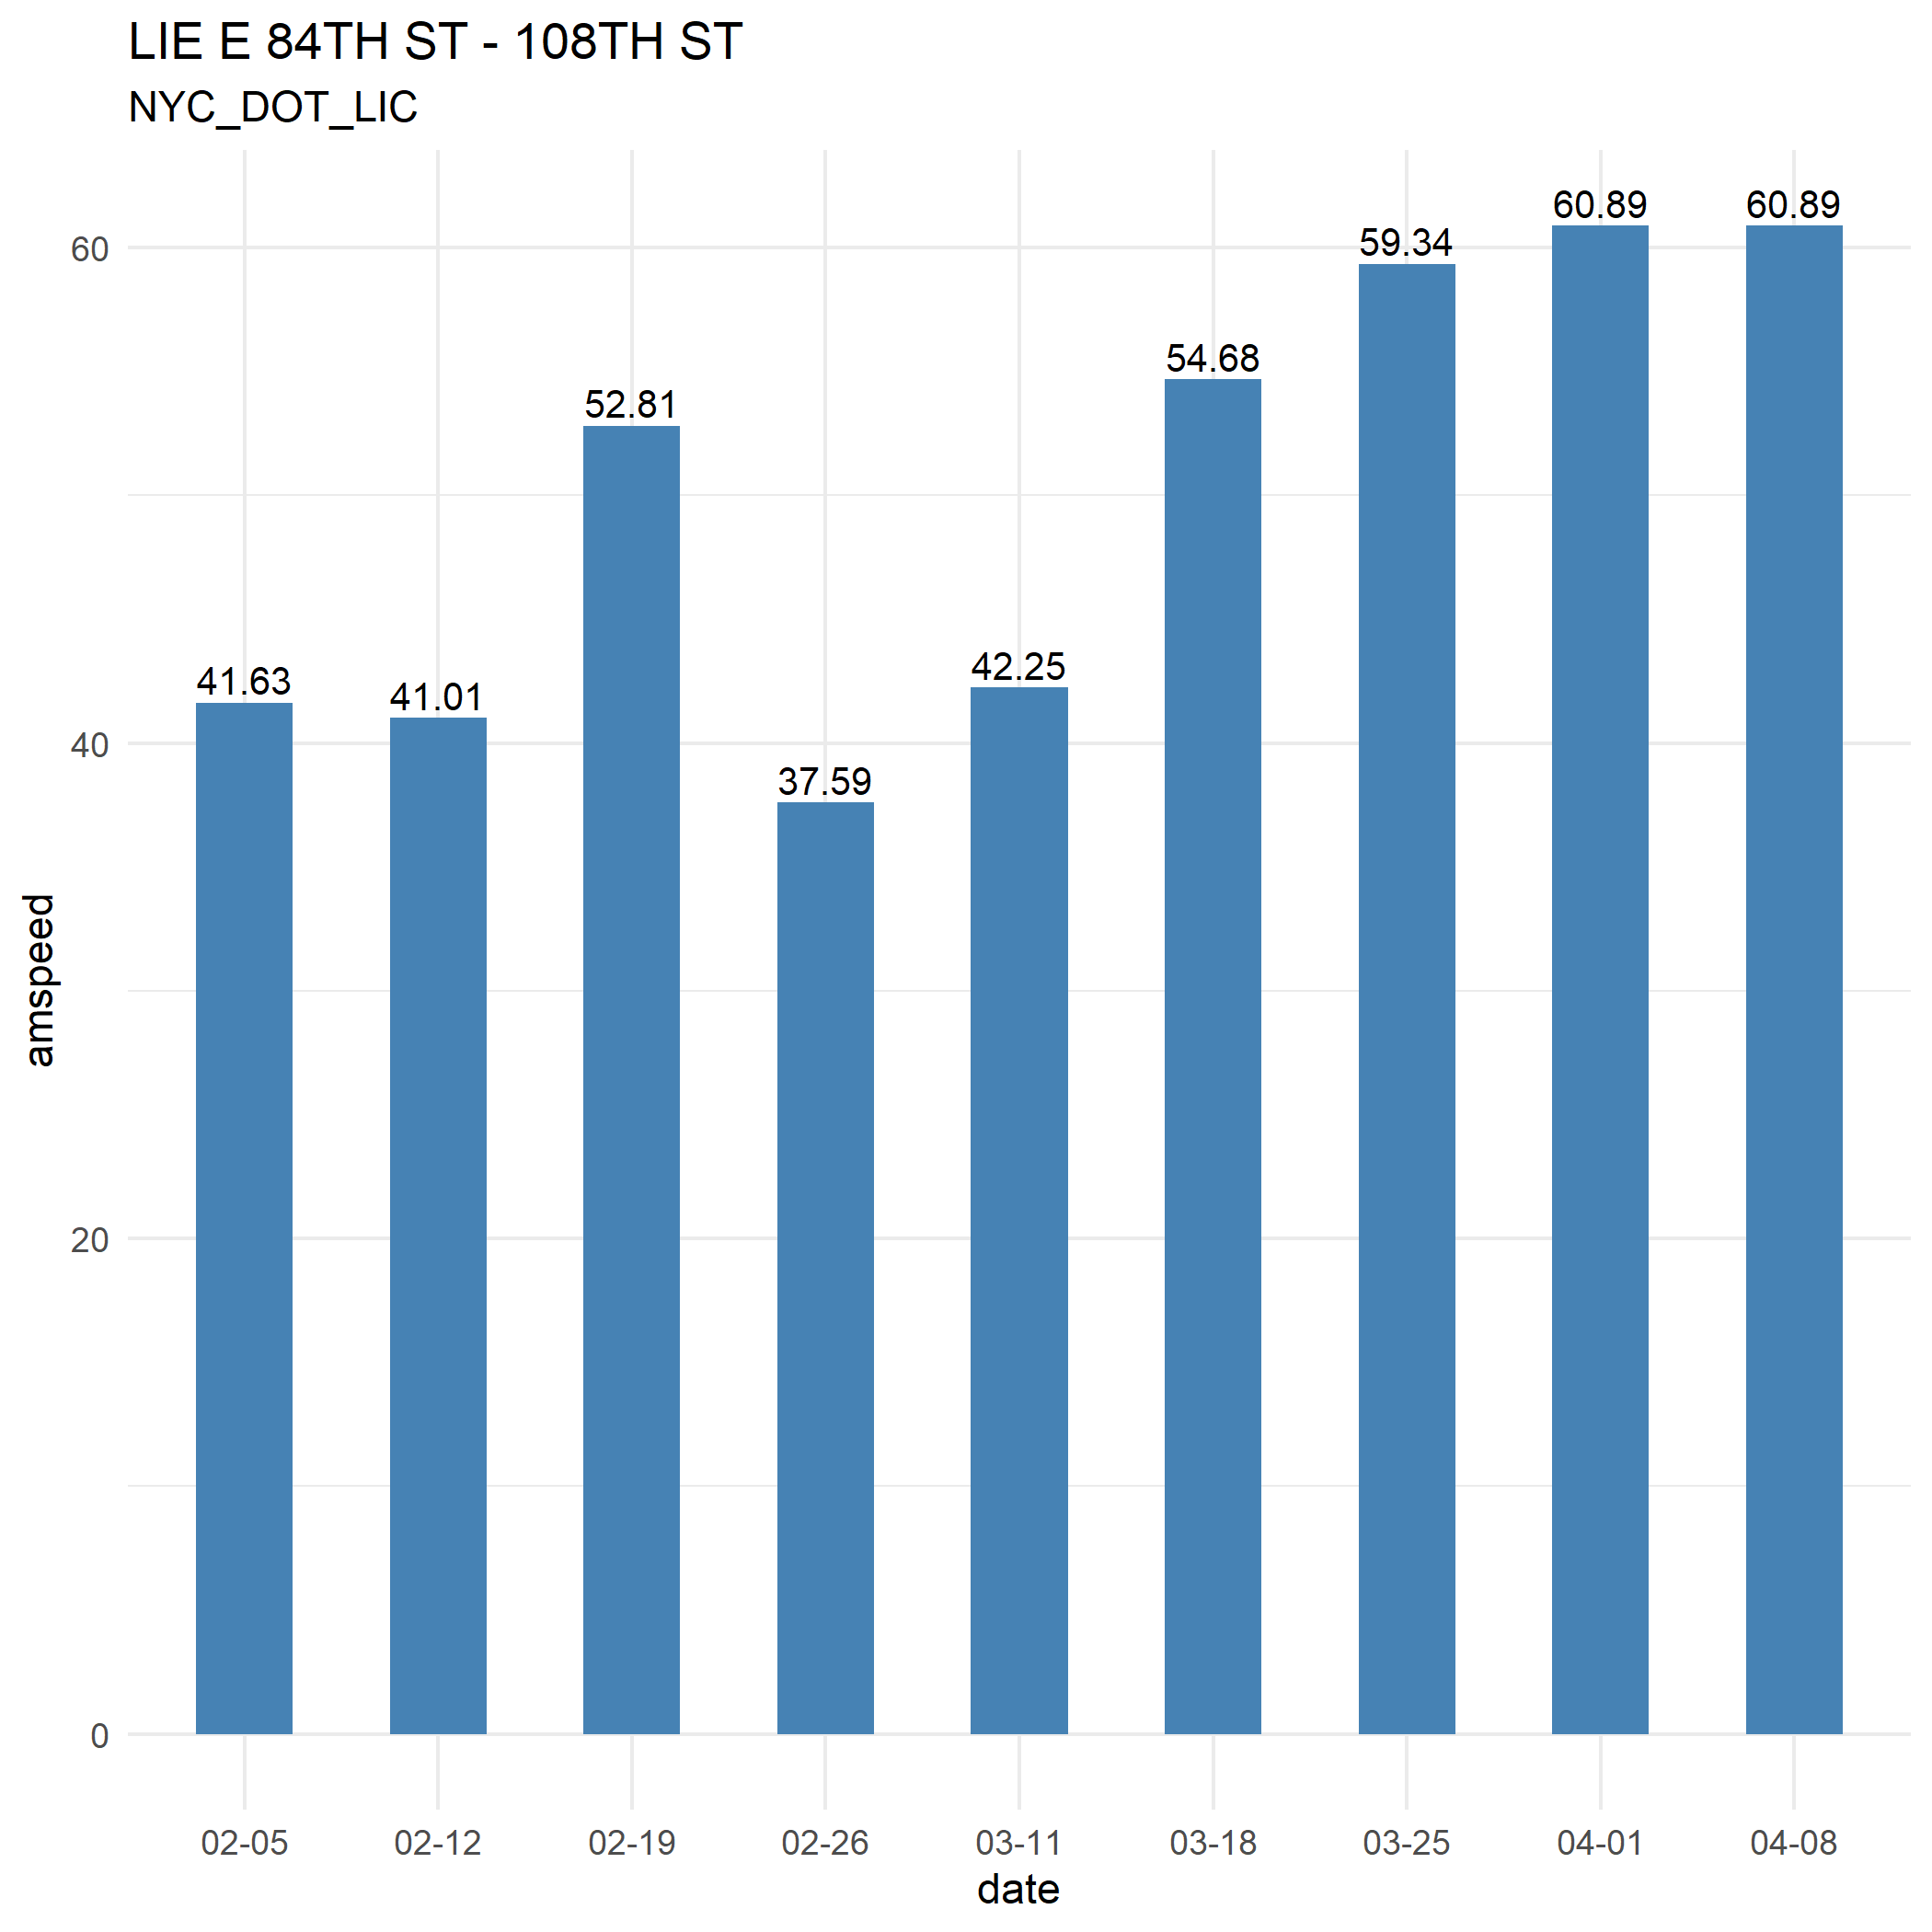 LIE E 84TH ST - 108TH ST
NYC_DOT_LIC
60.89 60.89
59.34
60
54.68
52.81
42.25
41.63
41.01
40
37.59
amspeed
20
0
02-05 02-12 02-19 02-26 03-11 03-18 03-25 04-01 04-08
date